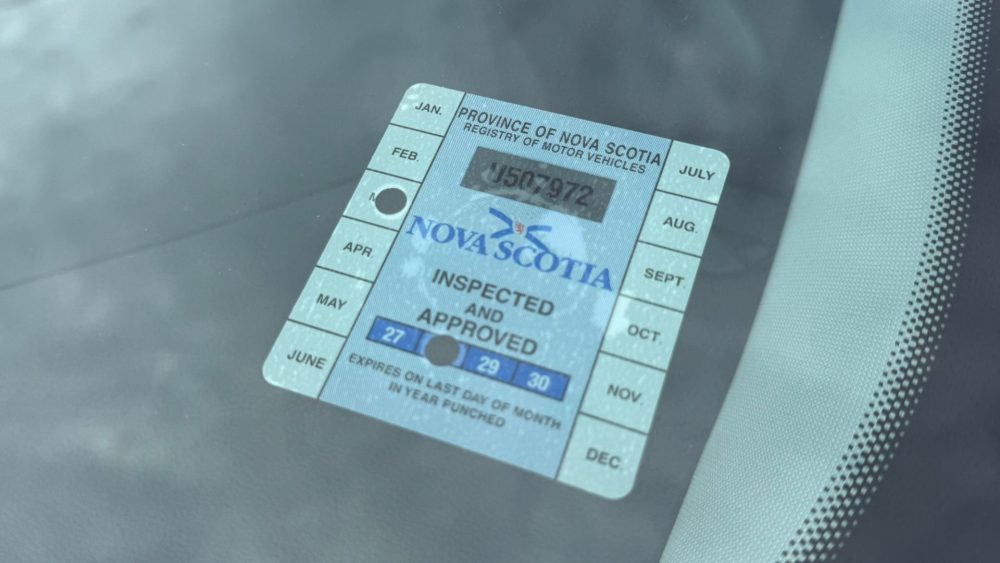 JAN.
FEB.
M
APR.
MAY
JUNE
PROVINCE OF NOVA SCOTIA
REGISTRY OF MOTOR VEHICLES
U507972
NOVA SCOTIA
INSPECTED
AND
APPROVED
27 29 30
EXPIRES ON LAST DAY OF MONTH
IN YEAR PUNCHED
JULY
AUG.
SEPT.
OCT.
NOV.
DEC.